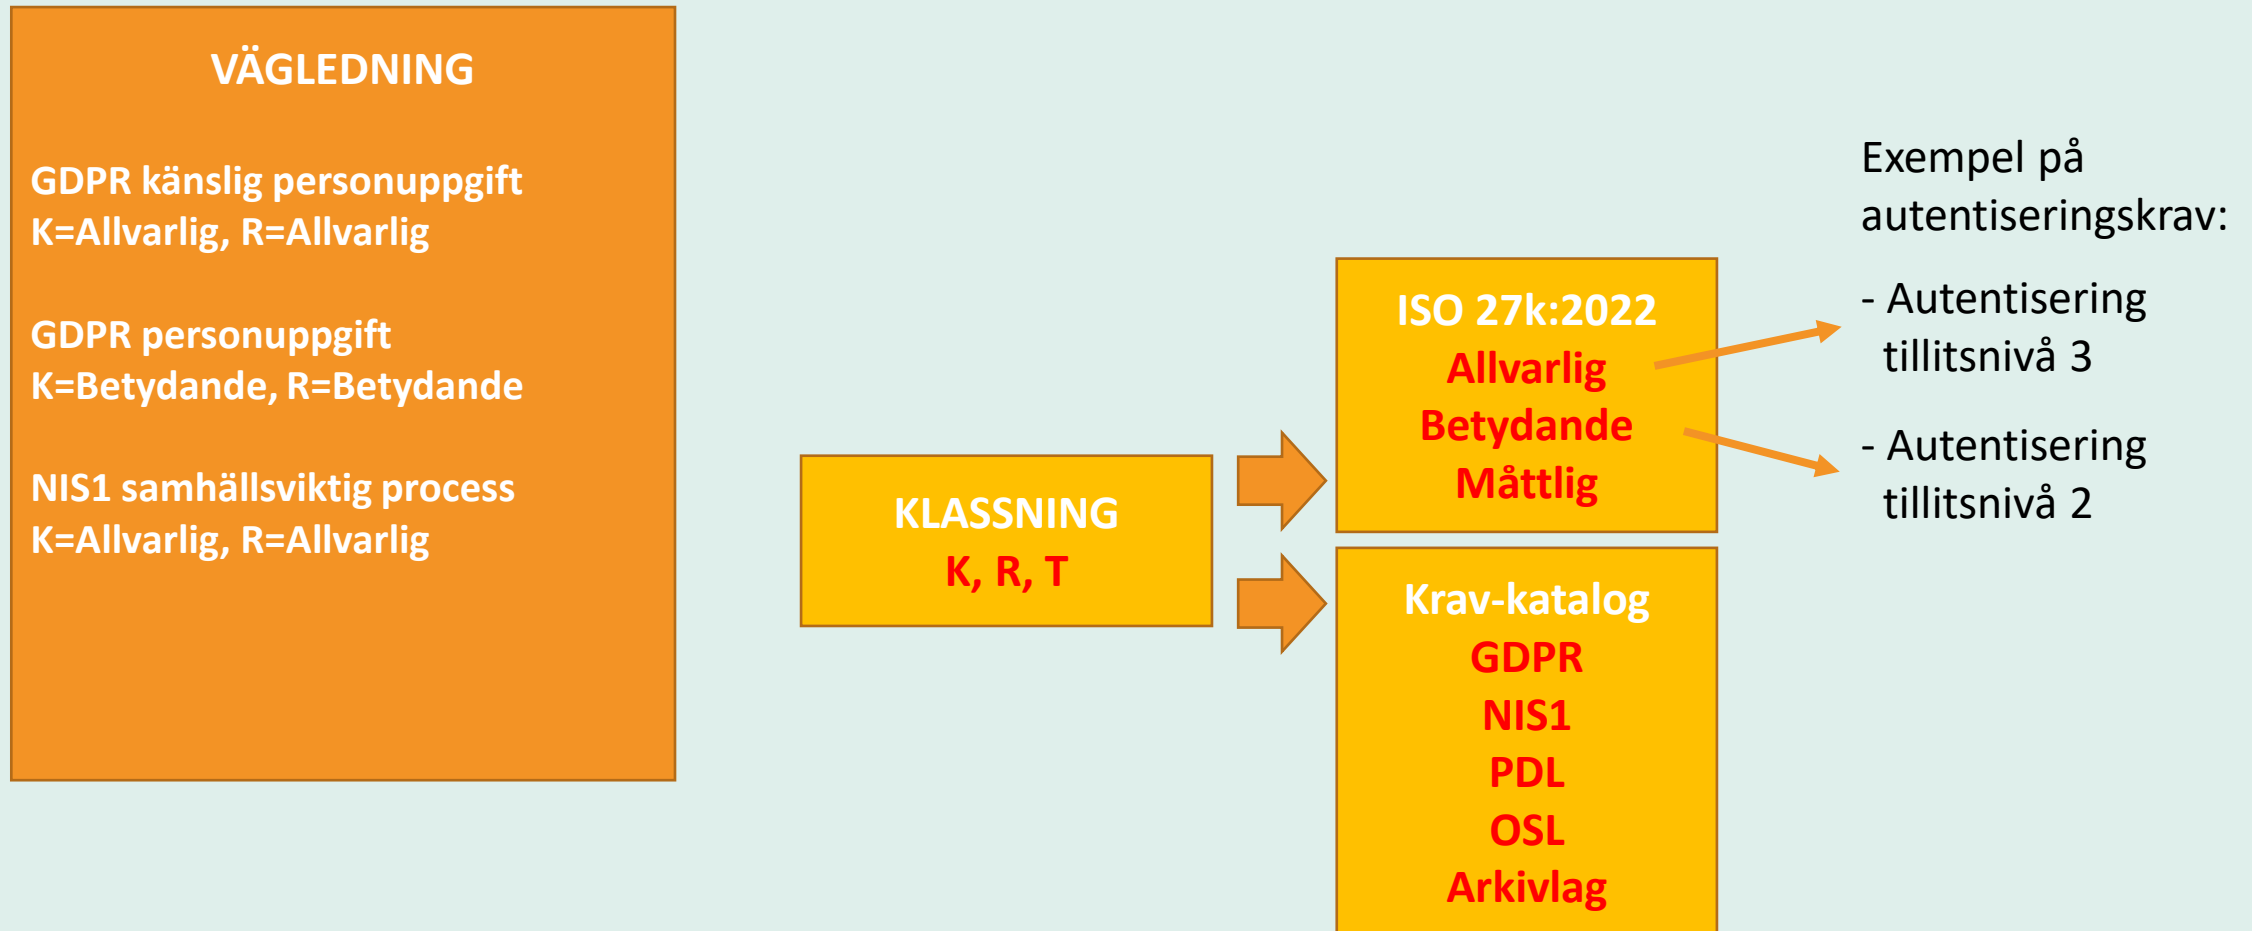 VÄGLEDNING
GDPR känslig personuppgift
K=Allvarlig, R=Allvarlig
GDPR personuppgift
K=Betydande, R=Betydande
NIS1 samhällsviktig process
K=Allvarlig, R=Allvarlig
KLASSNING
K, R, T
ISO 27k:2022
Allvarlig
Betydande
Måttlig
Krav-katalog
GDPR
NIS1
PDL
OSL
Arkivlag
Exempel på
autentiseringskrav:
- Autentisering
tillitsnivå 3
- Autentisering
tillitsnivå 2